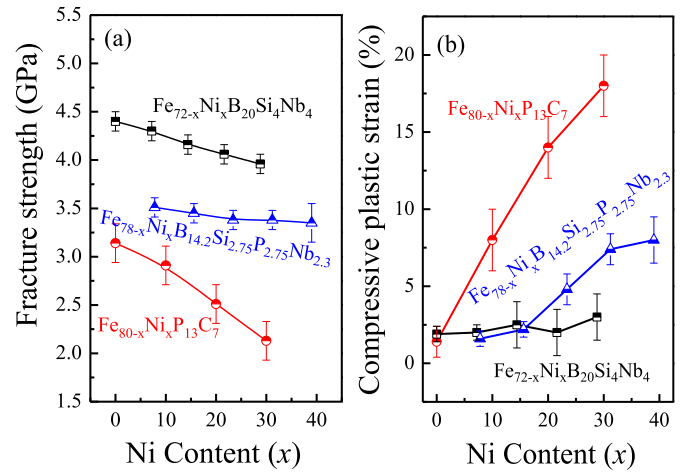 (a)
5.5
5.0
4.5
4.0
3.5
3.0
2.5
2.0
1.5
Fracture strength (GPa)
Fe72-xNixB20Si4Nb4
Fe78-xNixB14.2Si2.75P2.75Nb2.3
Fe80-xNixP13C7
0 10 20 30 40
Ni Content (x)
(b)
20
15
10
5
0
Compressive plastic strain (%)
Fe80-xNixP13C7
Fe78-xNixB14.2Si2.75P2.75Nb2.3
Fe72-xNixB20Si4Nb4
0 10 20 30 40
Ni Content (x)